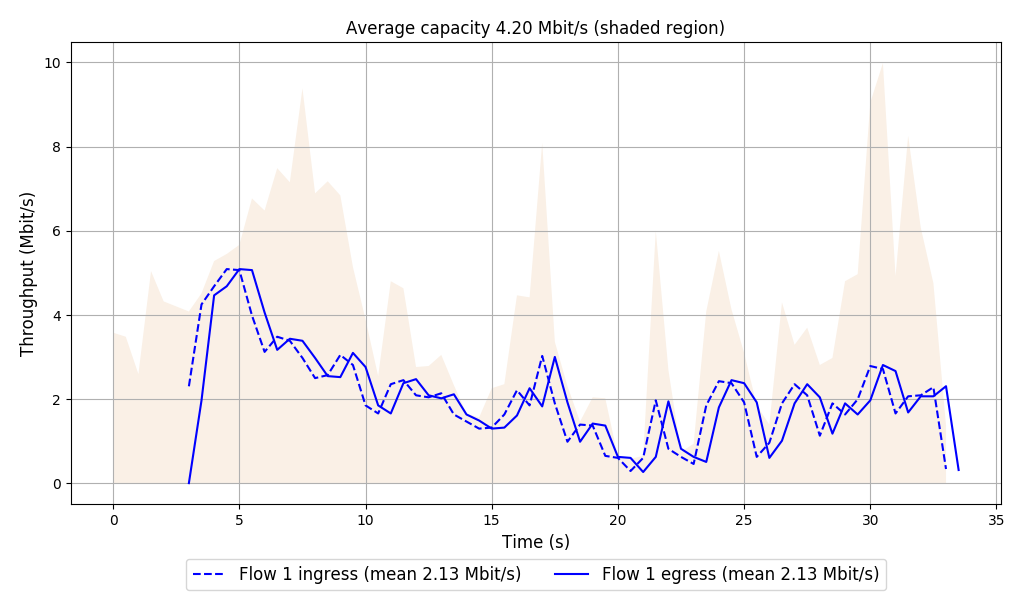 Average capacity 4.20 Mbit/s (shaded region)
Throughput (Mbit/s)
10
8
6
4
2
0
0 5 10 15 20 25 30 35
Time (s)
Flow 1 ingress (mean 2.13 Mbit/s) Flow 1 egress (mean 2.13 Mbit/s)